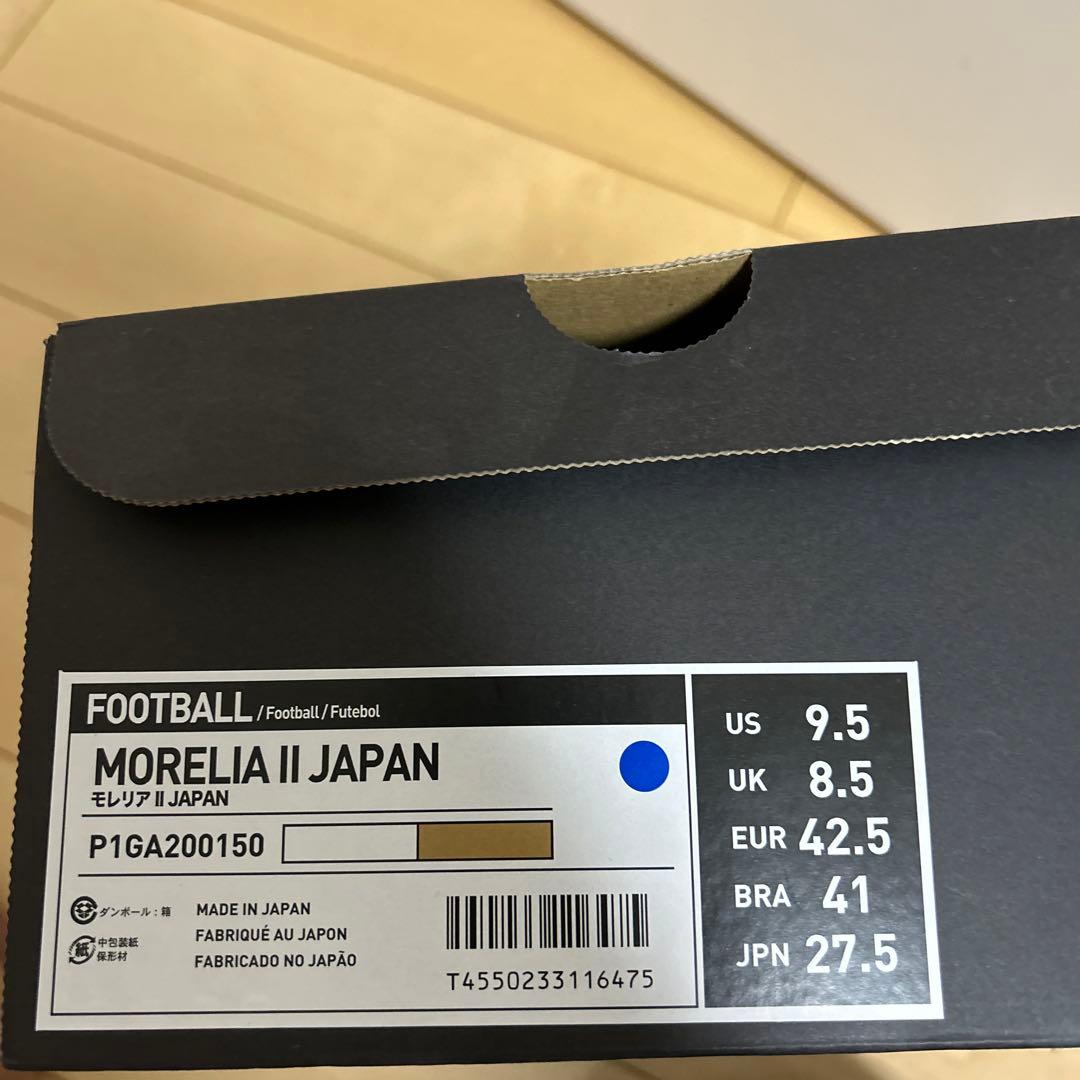 FOOTBALL / Football / Futebol
MORELIA II JAPAN
モレリア II JAPAN
P1GA200150
ダンボール : 箱
紙 中包装紙
保形材
MADE IN JAPAN
FABRIQUÉ AU JAPON
FABRICADO NO JAPÃO
T4550233116475
US 9.5
UK 8.5
EUR 42.5
BRA 41
JPN 27.5